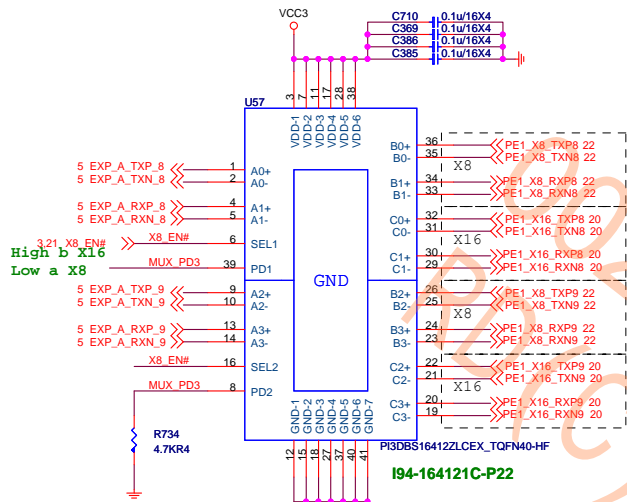 VCC3
C710 0.1u/16X4
C369 0.1u/16X4
C386 0.1u/16X4
C385 0.1u/16X4
U57
3 7 11 17 28 38
VDD-1 VDD-2 VDD-3 VDD-4 VDD-5 VDD-6
5 EXP_A_TXP_8 1 A0+
5 EXP_A_TXN_8 2 A0-
5 EXP_A_RXP_8 4 A1+
5 EXP_A_RXN_8 5 A1-
3,21 X8_EN# X8_EN# 6 SEL1
High b X16
Low a X8
MUX_PD3 39 PD1
5 EXP_A_TXP_9 9 A2+
5 EXP_A_TXN_9 10 A2-
5 EXP_A_RXP_9 13 A3+
5 EXP_A_RXN_9 14 A3-
X8_EN# 16 SEL2
MUX_PD3 8 PD2
R734
4.7KR4
GND
B0+ 36 PE1_X8_TXP8 22
B0- 35 PE1_X8_TXN8 22
X8
B1+ 34 PE1_X8_RXP8 22
B1- 33 PE1_X8_RXN8 22
C0+ 32 PE1_X16_TXP8 20
C0- 31 PE1_X16_TXN8 20
X16
C1+ 30 PE1_X16_RXP8 20
C1- 29 PE1_X16_RXN8 20
B2+ 26 PE1_X8_TXP9 22
B2- 25 PE1_X8_TXN9 22
X8
B3+ 24 PE1_X8_RXP9 22
B3- 23 PE1_X8_RXN9 22
C2+ 22 PE1_X16_TXP9 20
C2- 21 PE1_X16_TXN9 20
X16
C3+ 20 PE1_X16_RXP9 20
C3- 19 PE1_X16_RXN9 20
GND-1 GND-2 GND-3 GND-4 GND-5 GND-6 GND-7
12 15 18 27 37 40 41
PI3DBS16412ZLCEX_TQFN40-HF
I94-164121C-P22